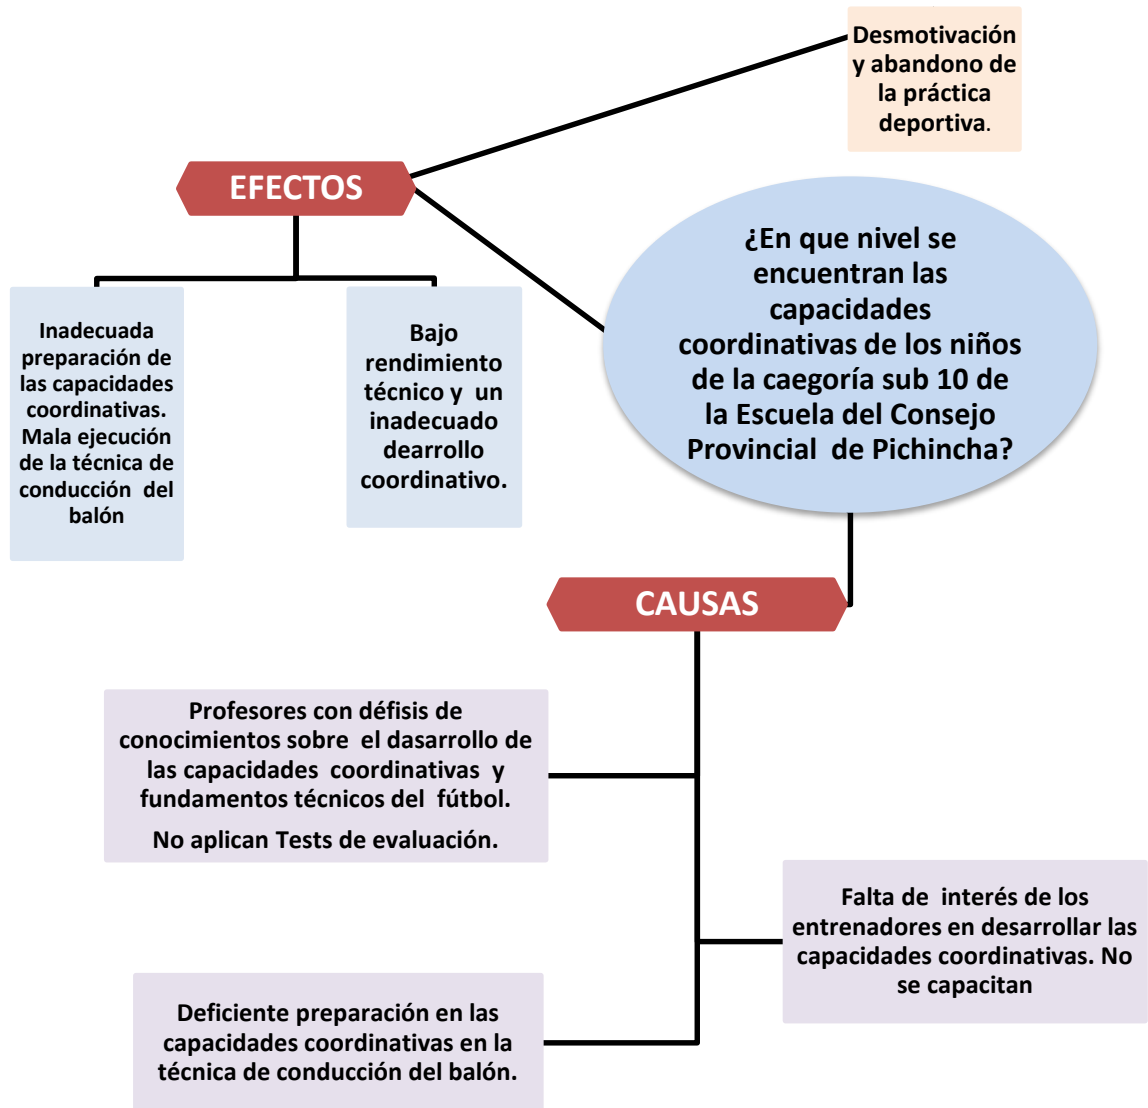 Desmotivación
y abandono de
la práctica
deportiva.
EFECTOS
¿En que nivel se
encuentran las
capacidades
coordinativas de los niños
de la caegoría sub 10 de
la Escuela del Consejo
Provincial de Pichincha?
Inadecuada
preparación de
las capacidades
coordinativas.
Mala ejecución
de la técnica de
conducción del
balón
Bajo
rendimiento
técnico y un
inadecuado
dearrollo
coordinativo.
CAUSAS
Profesores con défisis de
conocimientos sobre el dasarrollo de
las capacidades coordinativas y
fundamentos técnicos del fútbol.
No aplican Tests de evaluación.
Falta de interés de los
entrenadores en desarrollar las
capacidades coordinativas. No
se capacitan
Deficiente preparación en las
capacidades coordinativas en la
técnica de conducción del balón.